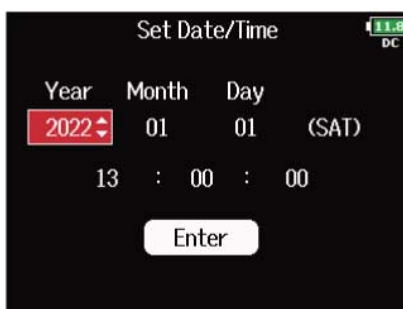 Set Date/Time
11.8
DC
Year Month Day
2022 01 01 (SAT)
13 : 00 : 00
Enter